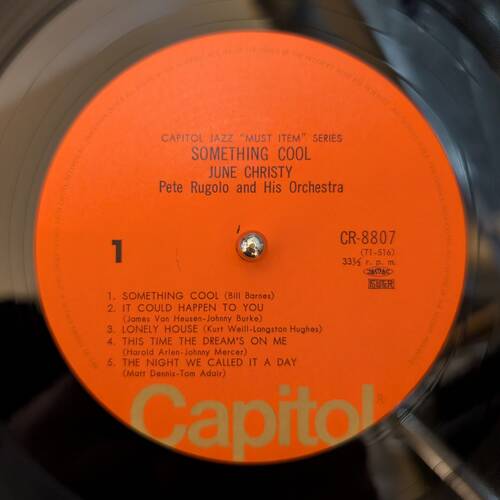 CAPITOL JAZZ "MUST ITEM" SERIES
SOMETHING COOL
JUNE CHRISTY
Pete Rugolo and His Orchestra
1
CR-8807
(71-516)
33⅓ r. p. m.
1. SOMETHING COOL (Bill Barnes)
2. IT COULD HAPPEN TO YOU
(James Van Heusen-Johnny Burke)
3. LONELY HOUSE (Kurt Weill-Langston Hughes)
4. THIS TIME THE DREAM'S ON ME
(Harold Arlen-Johnny Mercer)
5. THE NIGHT WE CALLED IT A DAY
(Matt Dennis-Tom Adair)
Capitol